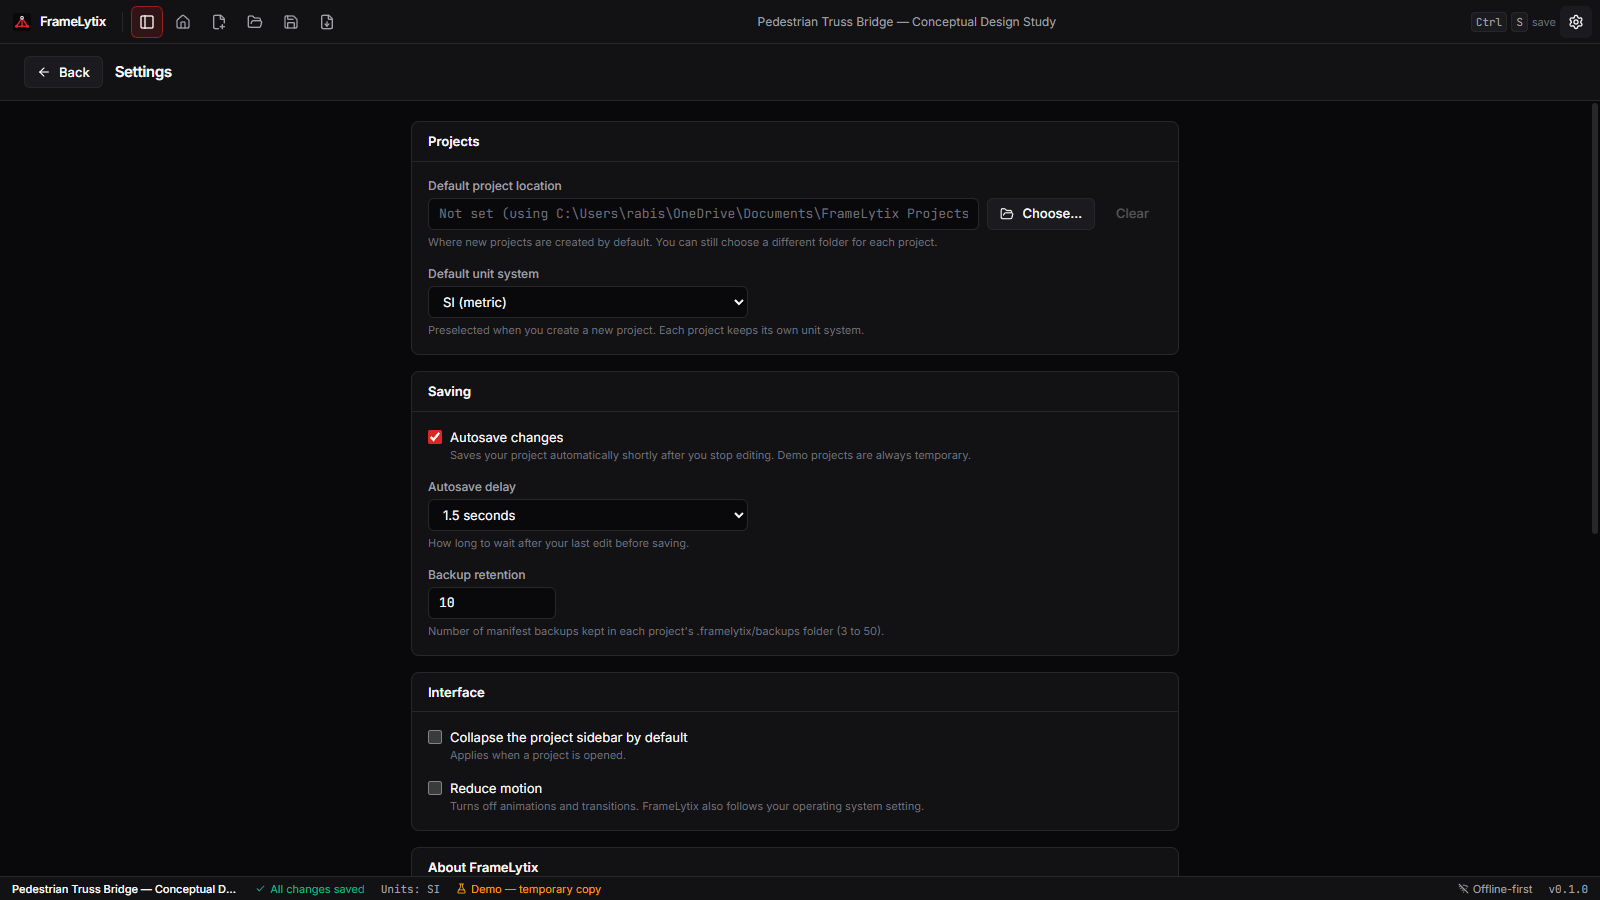 FrameLytix
Pedestrian Truss Bridge — Conceptual Design Study
Ctrl S save
Back
Settings
Projects
Default project location
Not set (using C:\Users\rabis\OneDrive\Documents\FrameLytix Projects
Choose...
Clear
Where new projects are created by default. You can still choose a different folder for each project.
Default unit system
SI (metric)
Preselected when you create a new project. Each project keeps its own unit system.
Saving
Autosave changes
Saves your project automatically shortly after you stop editing. Demo projects are always temporary.
Autosave delay
1.5 seconds
How long to wait after your last edit before saving.
Backup retention
10
Number of manifest backups kept in each project's .framelytix/backups folder (3 to 50).
Interface
Collapse the project sidebar by default
Applies when a project is opened.
Reduce motion
Turns off animations and transitions. FrameLytix also follows your operating system setting.
About FrameLytix
Pedestrian Truss Bridge — Conceptual D...
All changes saved
Units: SI
Demo — temporary copy
Offline-first
v0.1.0